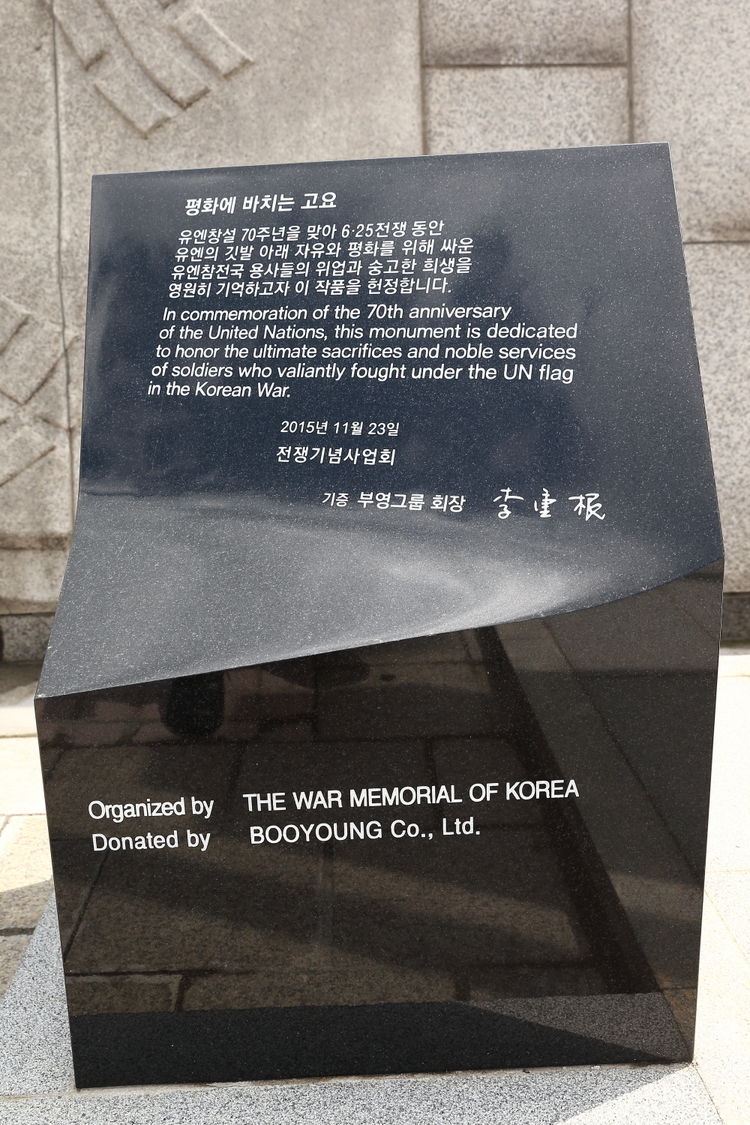 평화에 바치는 고요
유엔창설 70주년을 맞아 6·25전쟁 동안
유엔의 깃발 아래 자유와 평화를 위해 싸운
유엔참전국 용사들의 위업과 숭고한 희생을
영원히 기억하고자 이 작품을 헌정합니다.
In commemoration of the 70th anniversary
of the United Nations, this monument is dedicated
to honor the ultimate sacrifices and noble services
of soldiers who valiantly fought under the UN flag
in the Korean War.
2015년 11월 23일
전쟁기념사업회
기증 부영그룹 회장 李重根
Organized by THE WAR MEMORIAL OF KOREA
Donated by BOOYOUNG Co., Ltd.